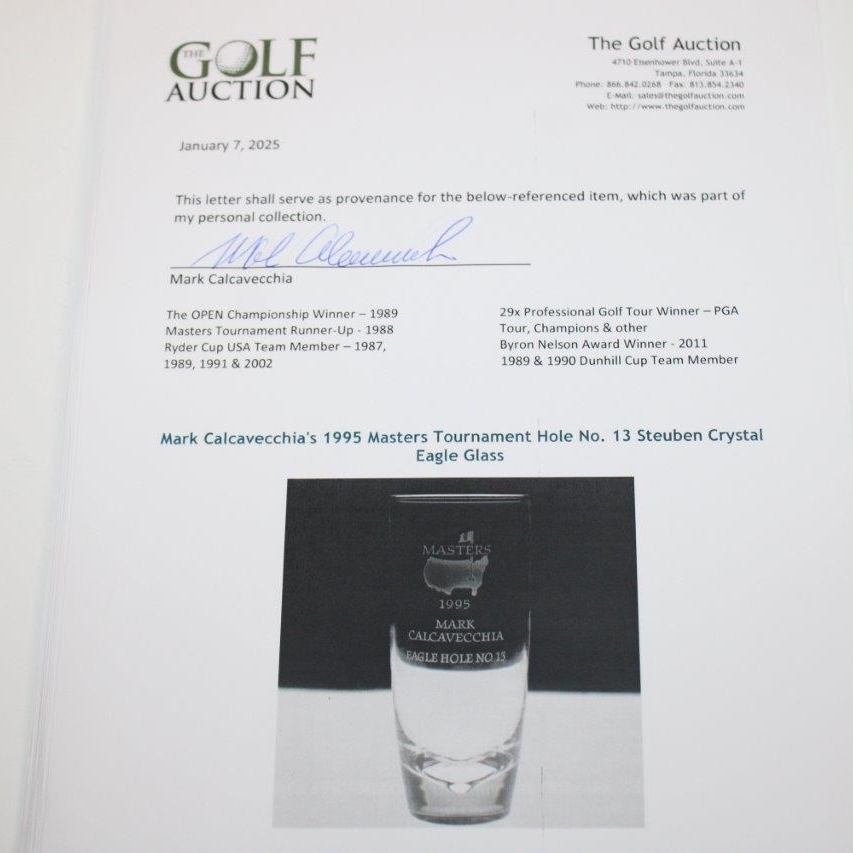 THE
GOLF
AUCTION
The Golf Auction
4710 Eisenhower Blvd, Suite A-1
Tampa, Florida 33634
Phone: 866.842.0268 Fax: 813.854.2340
E-Mail: sales@thegolfauction.com
Web: http://www.thegolfauction.com
January 7, 2025
This letter shall serve as provenance for the below-referenced item, which was part of
my personal collection.
Mark Calcavecchia
The OPEN Championship Winner – 1989
Masters Tournament Runner-Up - 1988
Ryder Cup USA Team Member – 1987,
1989, 1991 & 2002
29x Professional Golf Tour Winner – PGA
Tour, Champions & other
Byron Nelson Award Winner - 2011
1989 & 1990 Dunhill Cup Team Member
Mark Calcavecchia's 1995 Masters Tournament Hole No. 13 Steuben Crystal
Eagle Glass
MASTERS
1995
MARK
CALCAVECCHIA
EAGLE HOLE NO. 13